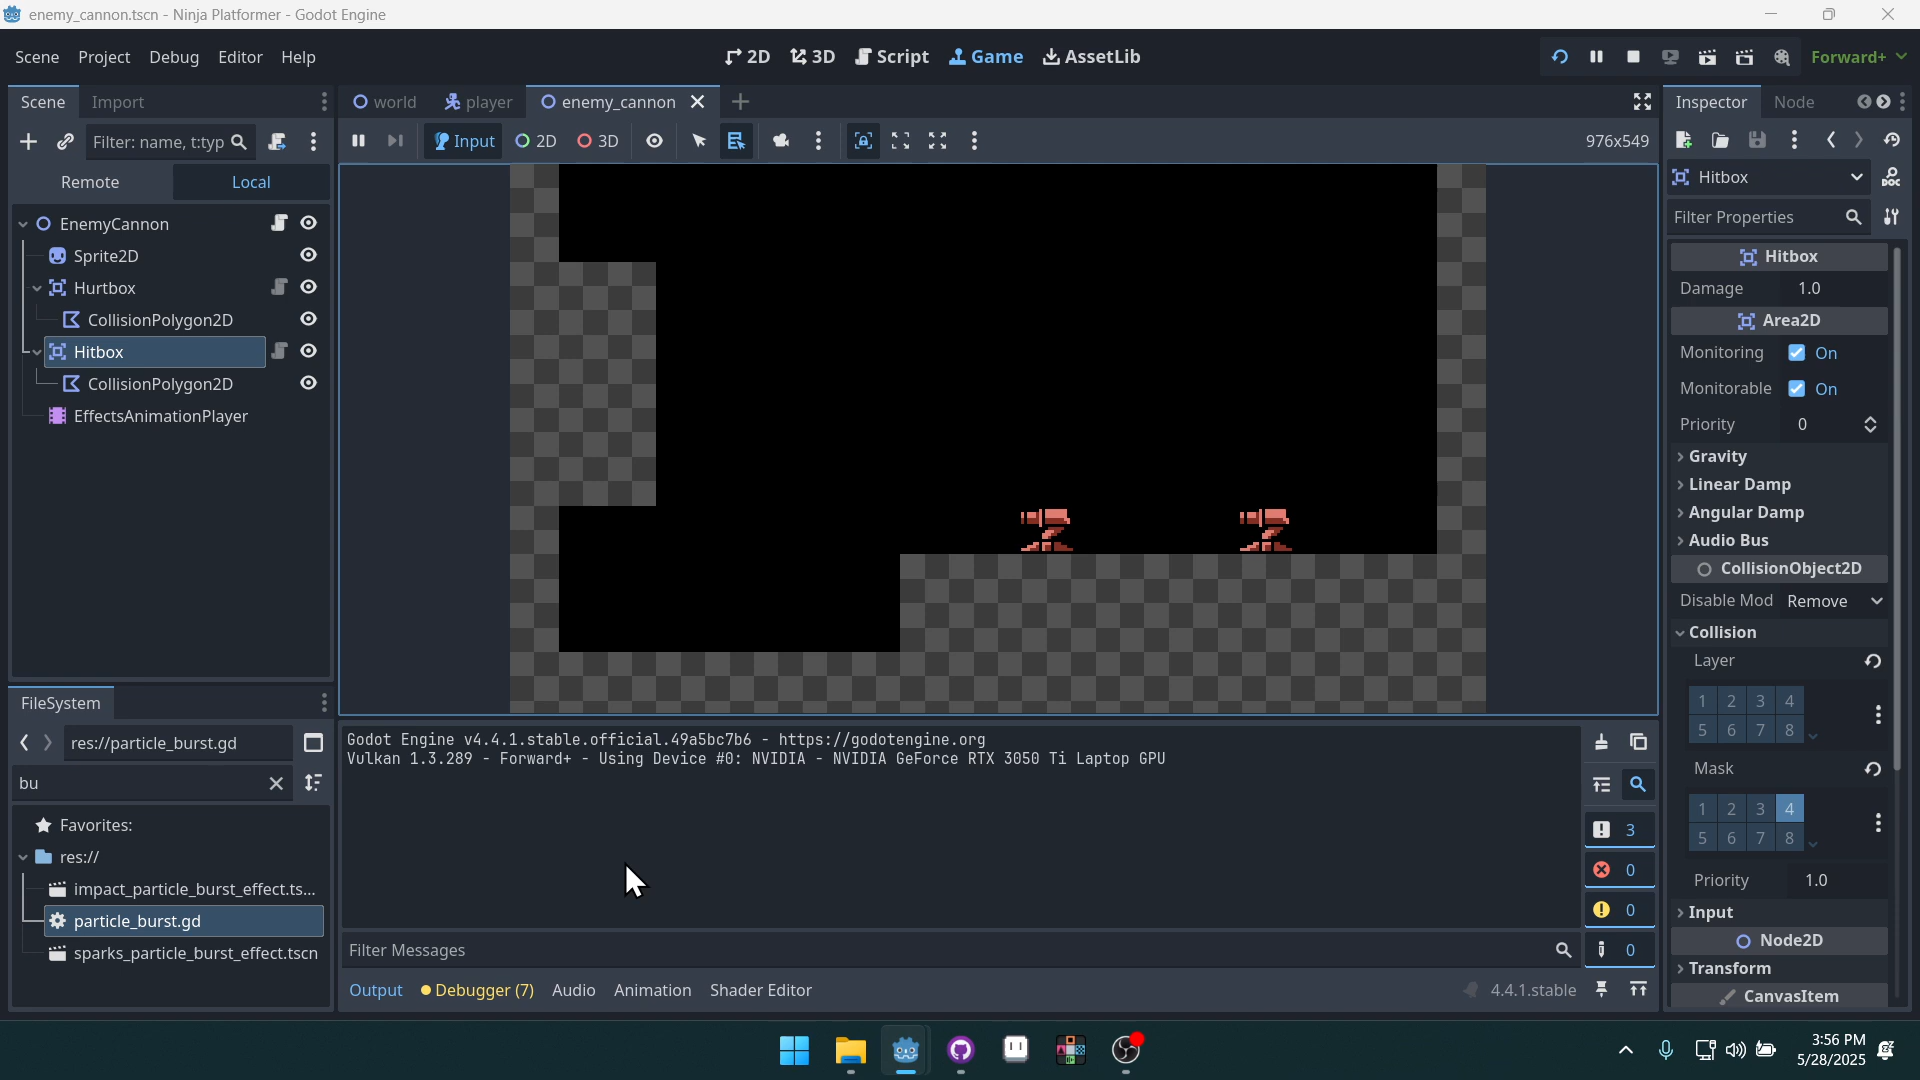 enemy_cannon.tscn - Ninja Platformer - Godot Engine
Scene Project Debug Editor Help
2D 3D Script Game AssetLib
Forward+
Scene Import
world player enemy_cannon
Inspector Node
Filter: name, t:typ
Input 2D 3D
976x549
Remote Local
Hitbox
Filter Properties
EnemyCannon
Sprite2D
Hurtbox
CollisionPolygon2D
Hitbox
CollisionPolygon2D
EffectsAnimationPlayer
Hitbox
Damage 1.0
Area2D
Monitoring On
Monitorable On
Priority 0
Gravity
Linear Damp
Angular Damp
Audio Bus
CollisionObject2D
Disable Mod Remove
Collision
Layer
1 2 3 4
5 6 7 8
Mask
1 2 3 4
5 6 7 8
Priority 1.0
Input
Node2D
Transform
CanvasItem
FileSystem
res://particle_burst.gd
bu
Favorites:
res://
impact_particle_burst_effect.ts...
particle_burst.gd
sparks_particle_burst_effect.tscn
Godot Engine v4.4.1.stable.official.49a5bc7b6 - https://godotengine.org
Vulkan 1.3.289 - Forward+ - Using Device #0: NVIDIA - NVIDIA GeForce RTX 3050 Ti Laptop GPU
3
0
0
0
Filter Messages
Output Debugger (7) Audio Animation Shader Editor
4.4.1.stable
3:56 PM
5/28/2025